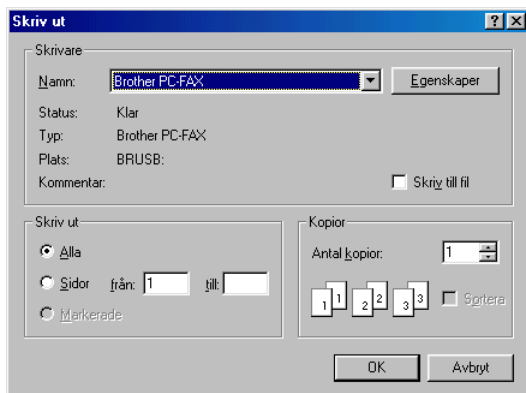 Skriv ut
Skrivare
Namn: Brother PC-FAX Egenskaper
Status: Klar
Typ: Brother PC-FAX
Plats: BRUSB:
Kommentar: Skriv till fil
Skriv ut
Alla
Sidor från: 1 till:
Markerade
Kopior
Antal kopior: 1
1 1 2 2 3 3 Sortera
OK Avbryt